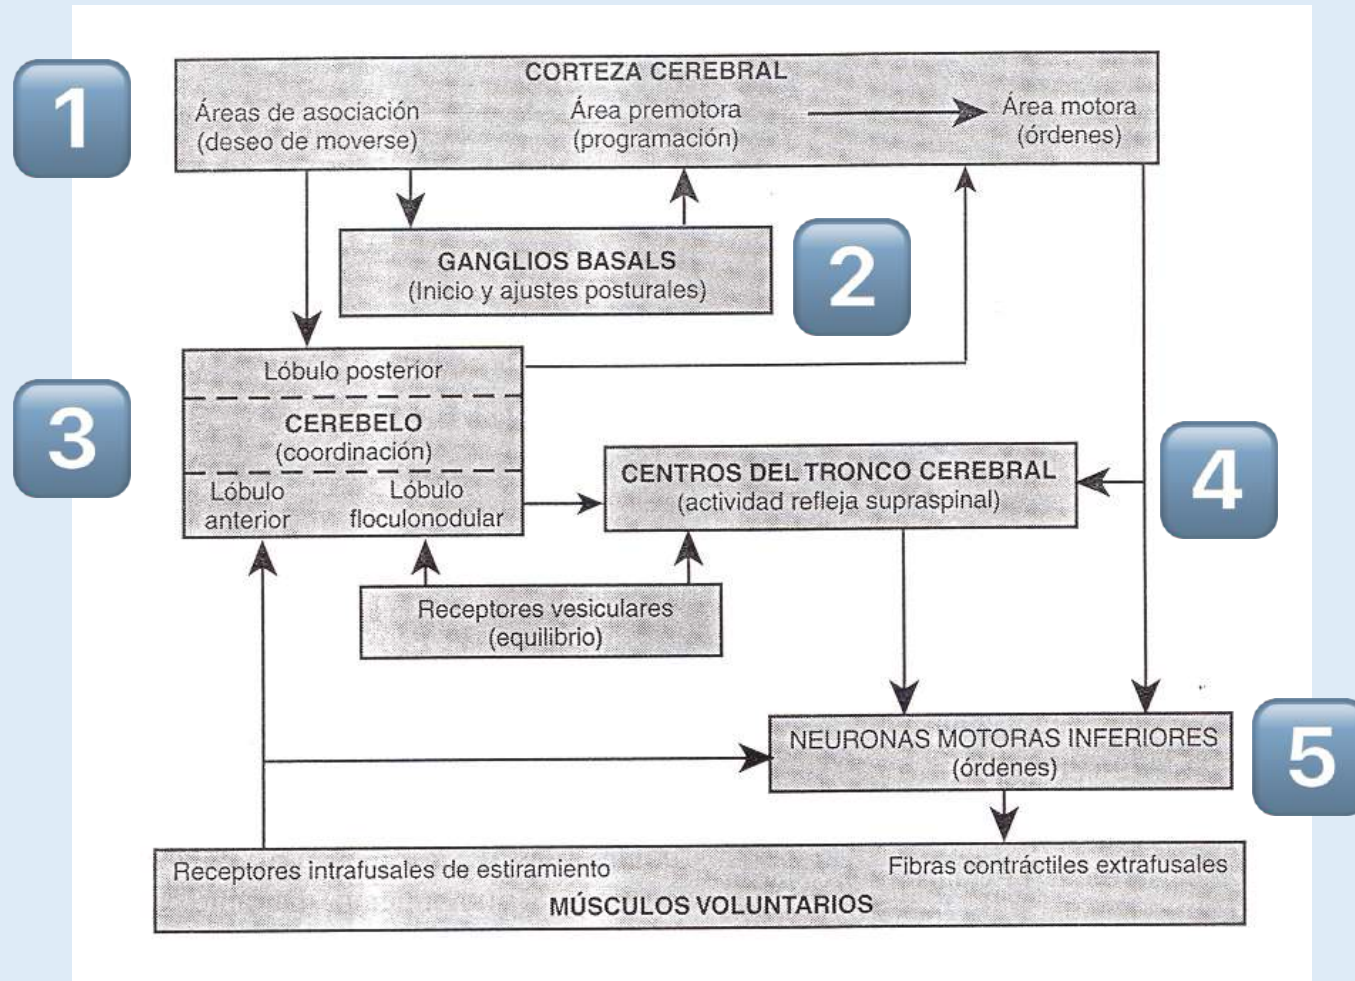 1
CORTEZA CEREBRAL
Áreas de asociación
(deseo de moverse)
Área premotora
(programación)
Área motora
(órdenes)
GANGLIOS BASALS
(Inicio y ajustes posturales)
2
3
Lóbulo posterior
CEREBELO
(coordinación)
Lóbulo
anterior
Lóbulo
floculonodular
CENTROS DEL TRONCO CEREBRAL
(actividad refleja supraspinal)
4
Receptores vesiculares
(equilibrio)
NEURONAS MOTORAS INFERIORES
(órdenes)
5
Receptores intrafusales de estiramiento
Fibras contráctiles extrafusales
MÚSCULOS VOLUNTARIOS